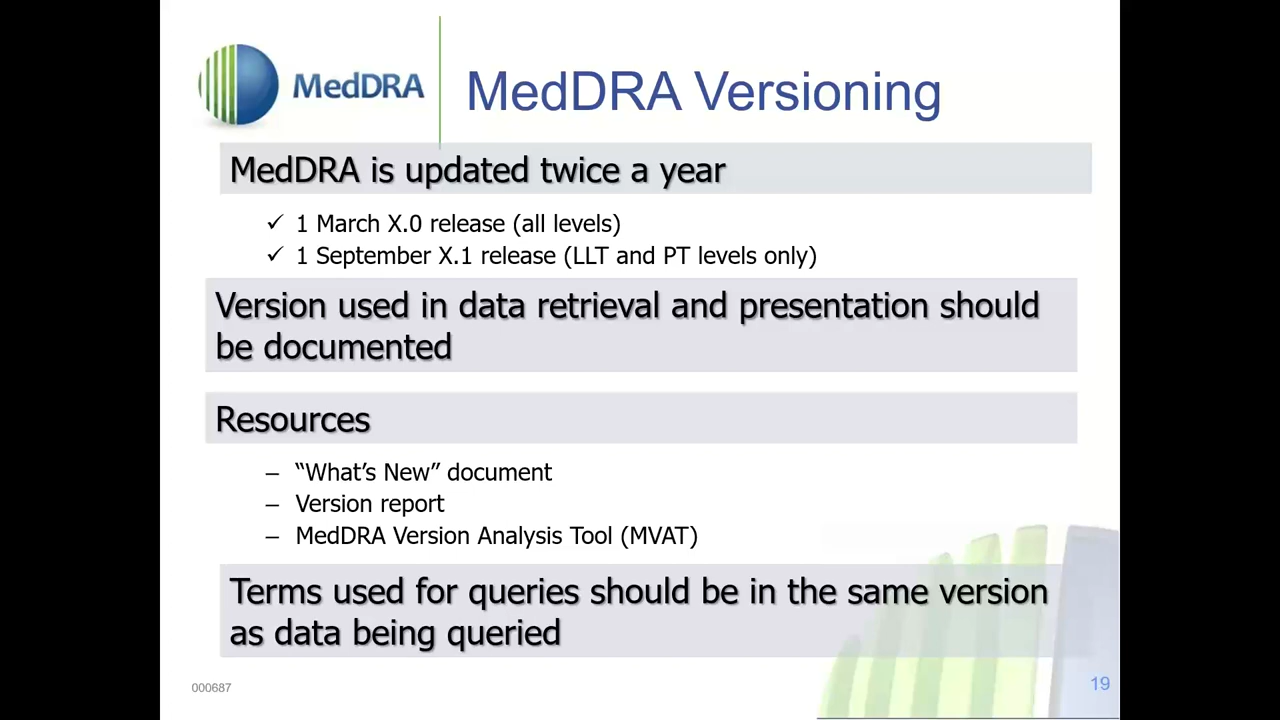 MedDRA
MedDRA Versioning
MedDRA is updated twice a year
✓ 1 March X.0 release (all levels)
✓ 1 September X.1 release (LLT and PT levels only)
Version used in data retrieval and presentation should
be documented
Resources
– “What’s New” document
– Version report
– MedDRA Version Analysis Tool (MVAT)
Terms used for queries should be in the same version
as data being queried
000687
19